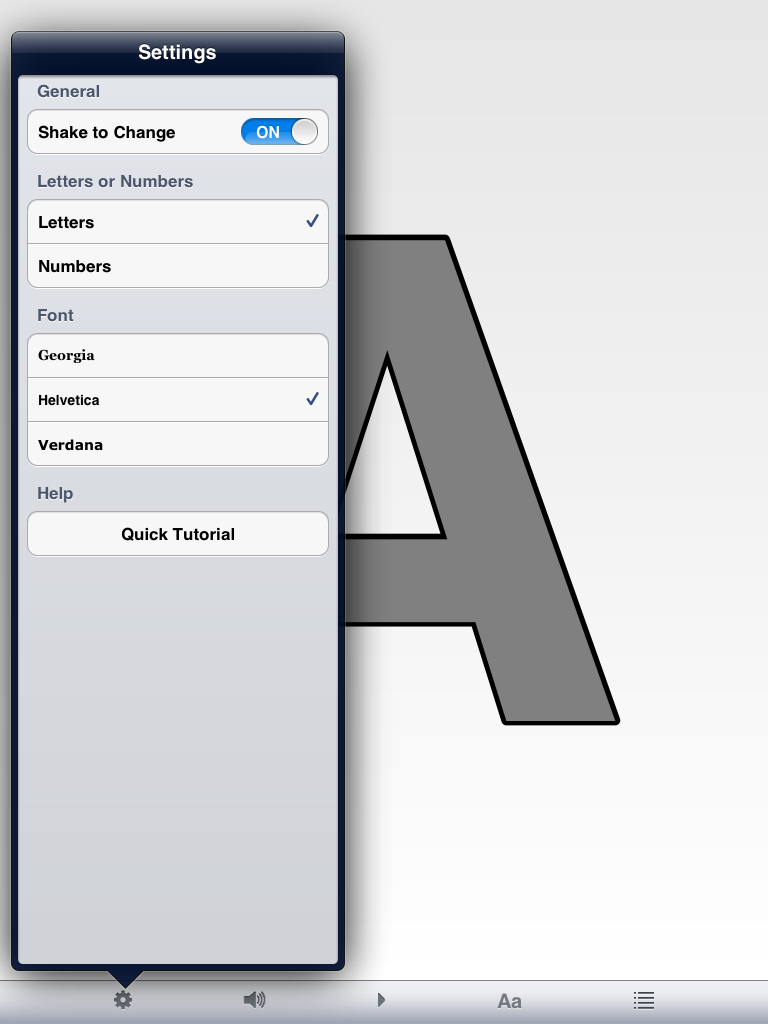 Settings
General
Shake to Change ON
Letters or Numbers
Letters
Numbers
Font
Georgia
Helvetica
Verdana
Help
Quick Tutorial
A
Aa